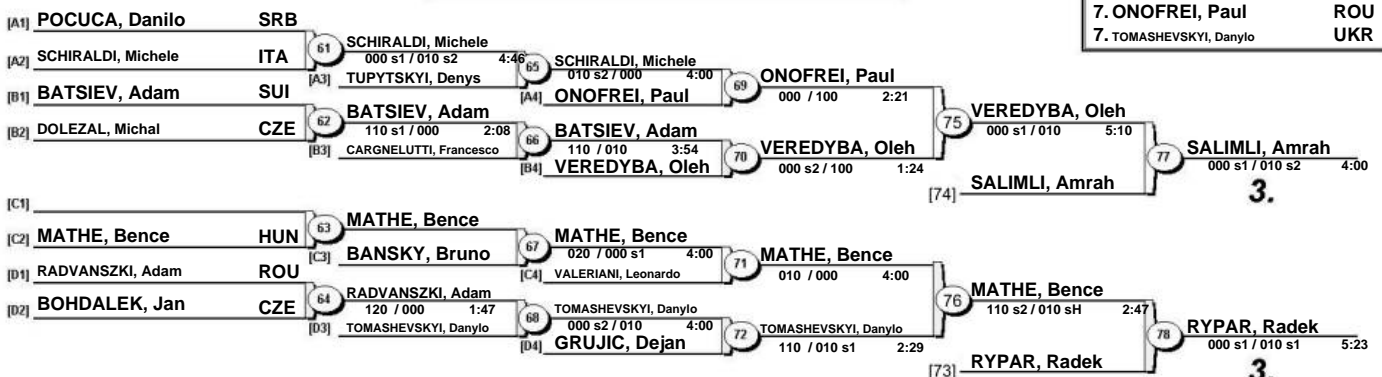 7. ONOFREI, Paul ROU
7. TOMASHEVSKYI, Danylo UKR
[A1] POCUCA, Danilo SRB
[A2] SCHIRALDI, Michele ITA
[B1] BATSIEV, Adam SUI
[B2] DOLEZAL, Michal CZE
61 SCHIRALDI, Michele
000 s1 / 010 s2 4:46
[A3] TUPYTSKYI, Denys
62 BATSIEV, Adam
110 s1 / 000 2:08
[B3] CARGNELUTTI, Francesco
65 SCHIRALDI, Michele
010 s2 / 000 4:00
[A4] ONOFREI, Paul
66 BATSIEV, Adam
110 / 010 3:54
[B4] VEREDYBA, Oleh
69 ONOFREI, Paul
000 / 100 2:21
70 VEREDYBA, Oleh
000 s2 / 100 1:24
75 VEREDYBA, Oleh
000 s1 / 010 5:10
[74] SALIMLI, Amrah
77 SALIMLI, Amrah
000 s1 / 010 s2 4:00
3.
[C1]
[C2] MATHE, Bence HUN
[D1] RADVANSZKI, Adam ROU
[D2] BOHDALEK, Jan CZE
63 MATHE, Bence
[C3] BANSKY, Bruno
64 RADVANSZKI, Adam
120 / 000 1:47
[D3] TOMASHEVSKYI, Danylo
67 MATHE, Bence
020 / 000 s1 4:00
[C4] VALERIANI, Leonardo
68 TOMASHEVSKYI, Danylo
000 s2 / 010 4:00
[D4] GRUJIC, Dejan
71 MATHE, Bence
010 / 000 4:00
72 TOMASHEVSKYI, Danylo
110 / 010 s1 2:29
76 MATHE, Bence
110 s2 / 010 sH 2:47
[73] RYPAR, Radek
78 RYPAR, Radek
000 s1 / 010 s1 5:23
3.